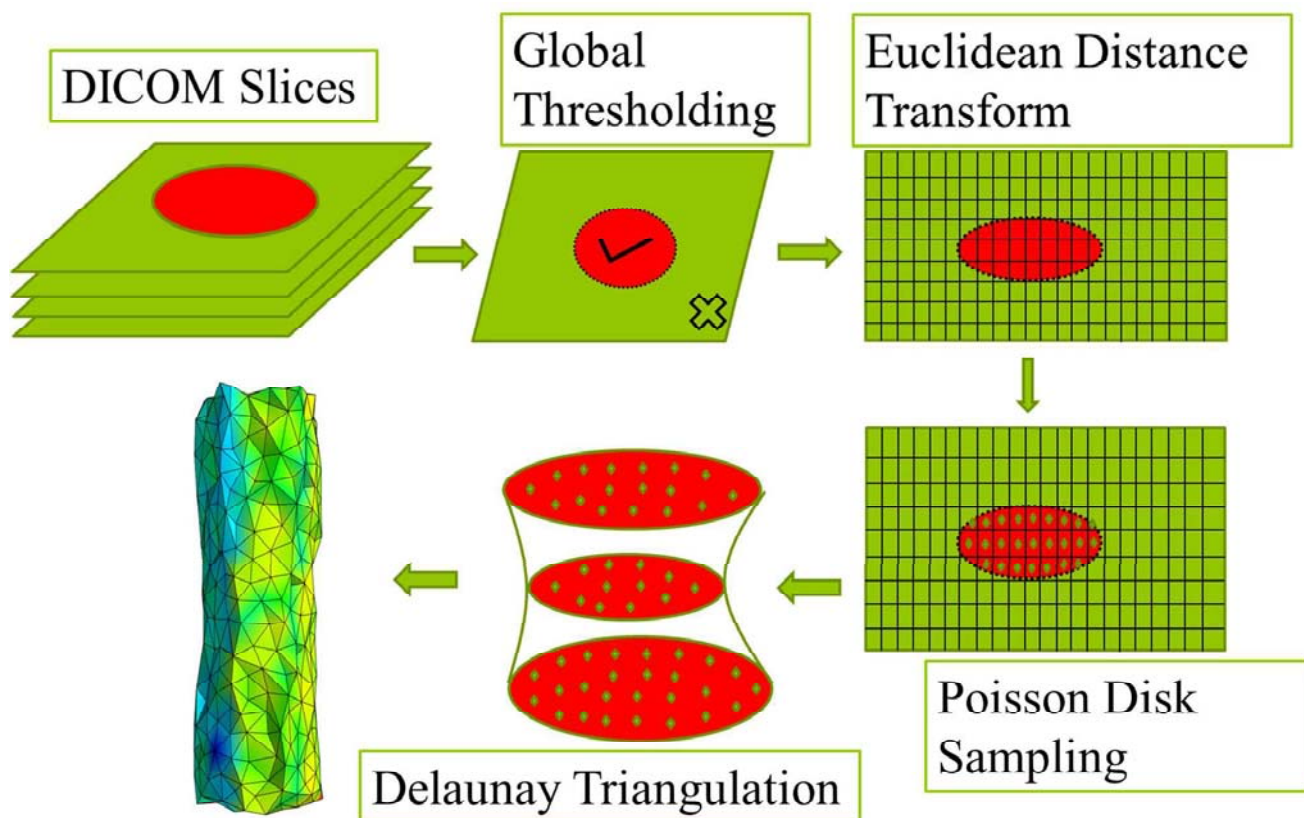 DICOM Slices
Global
Thresholding
Euclidean Distance
Transform
Poisson Disk
Sampling
Delaunay Triangulation